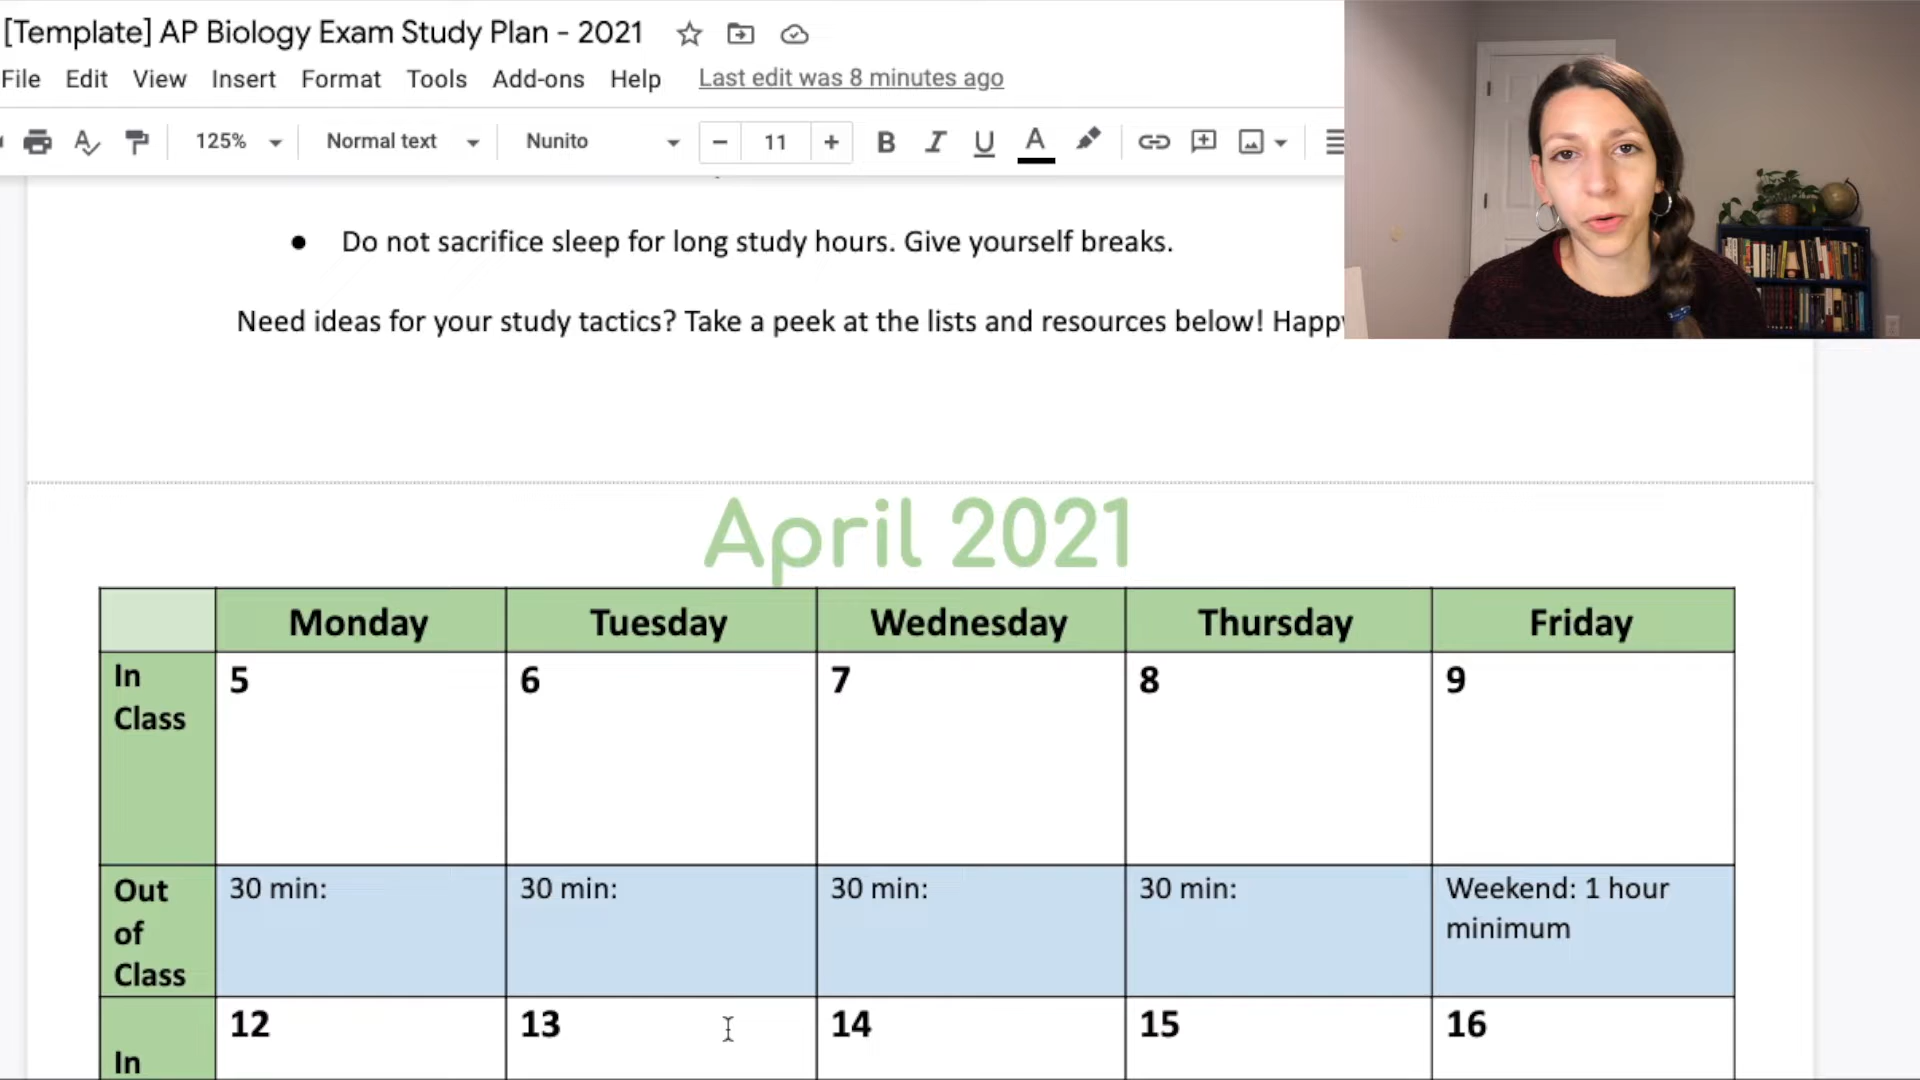 [Template] AP Biology Exam Study Plan - 2021
File Edit View Insert Format Tools Add-ons Help Last edit was 8 minutes ago
125% Normal text Nunito − 11 + B I U A
● Do not sacrifice sleep for long study hours. Give yourself breaks.
Need ideas for your study tactics? Take a peek at the lists and resources below! Happy
April 2021
Monday Tuesday Wednesday Thursday Friday
In
Class
5 6 7 8 9
Out
of
Class
30 min: 30 min: 30 min: 30 min: Weekend: 1 hour
minimum
12 13 14 15 16
In